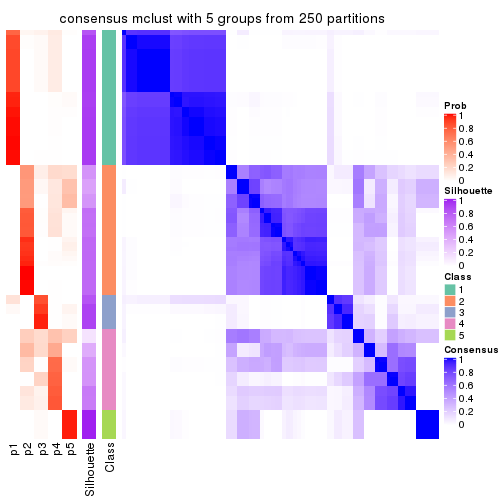 consensus mclust with 5 groups from 250 partitions
Prob
1
0.8
0.6
0.4
0.2
0
Silhouette
1
0.8
0.6
0.4
0.2
0
Class
1
2
3
4
5
Consensus
1
0.8
0.6
0.4
0.2
0
p1
p2
p3
p4
p5
Silhouette
Class